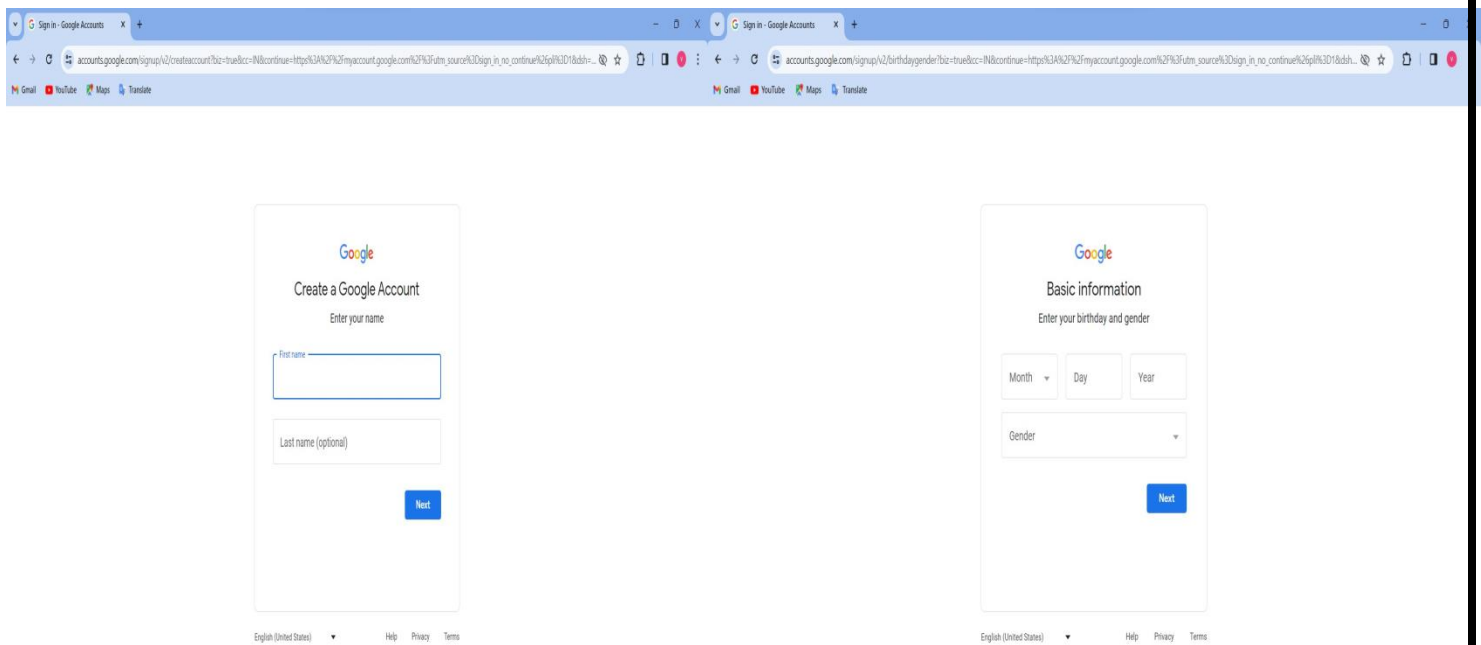 Sign in - Google Accounts
accounts.google.com/signup/v2/createaccount?biz=true&cc=IN&continue=https%3A%2F%2Fmyaccount.google.com%2F%3Futm_source%3Dsign_in_no_continue%26pli%3D1&dsh=...
Gmail YouTube Maps Translate
Google
Create a Google Account
Enter your name
First name
Last name (optional)
Next
English (United States) Help Privacy Terms
Sign in - Google Accounts
accounts.google.com/signup/v2/birthdaygender?biz=true&cc=IN&continue=https%3A%2F%2Fmyaccount.google.com%2F%3Futm_source%3Dsign_in_no_continue%26pli%3D1&dsh...
Gmail YouTube Maps Translate
Google
Basic information
Enter your birthday and gender
Month Day Year
Gender
Next
English (United States) Help Privacy Terms